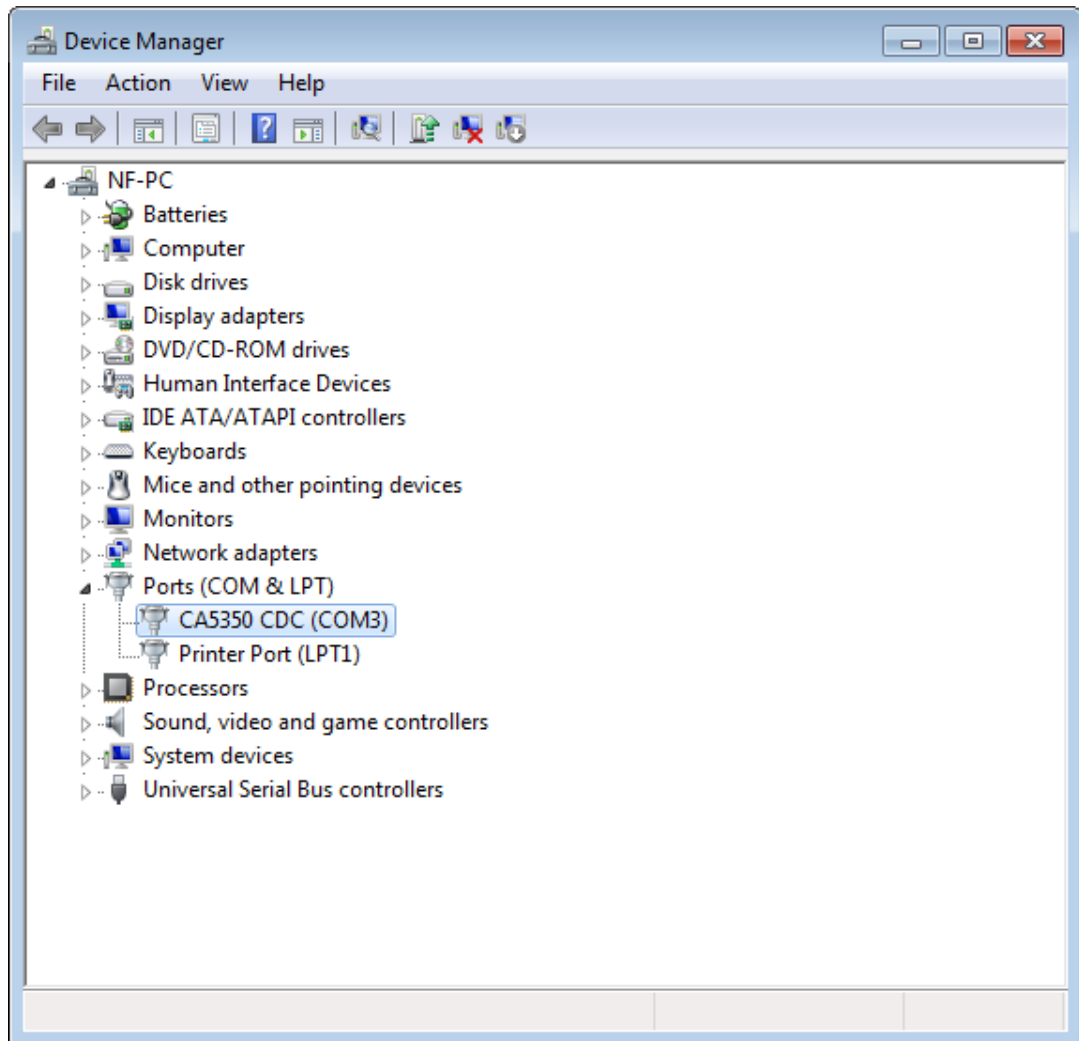 Device Manager
File Action View Help
NF-PC
Batteries
Computer
Disk drives
Display adapters
DVD/CD-ROM drives
Human Interface Devices
IDE ATA/ATAPI controllers
Keyboards
Mice and other pointing devices
Monitors
Network adapters
Ports (COM & LPT)
CA5350 CDC (COM3)
Printer Port (LPT1)
Processors
Sound, video and game controllers
System devices
Universal Serial Bus controllers